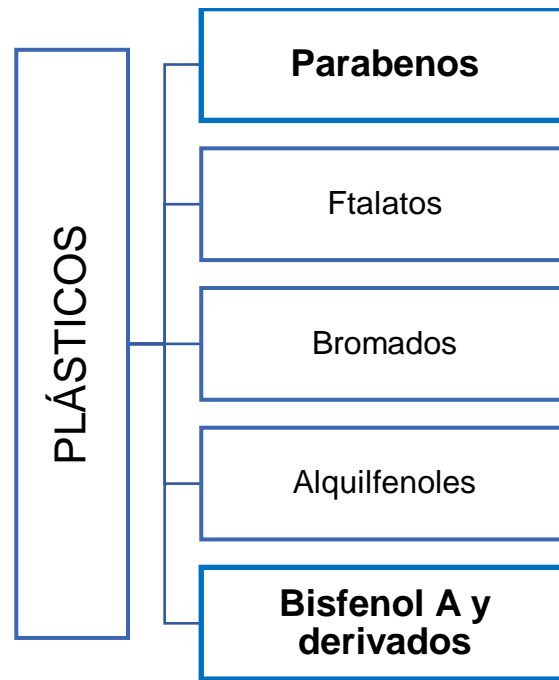 PLÁSTICOS
Parabenos
Ftalatos
Bromados
Alquilfenoles
Bisfenol A y
derivados